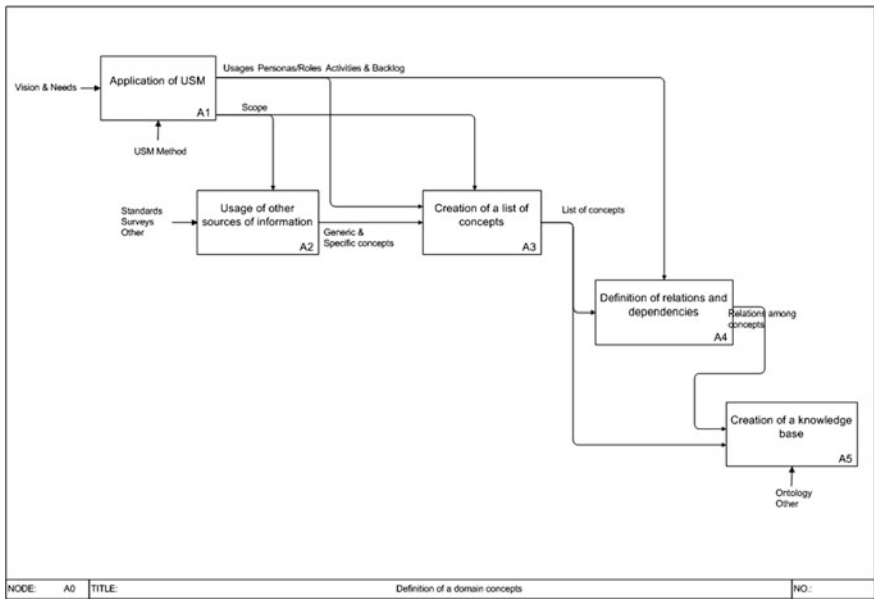 Usages Personas/Roles Activities & Backlog
Application of USM
Vision & Needs
A1
Scope
USM Method
Usage of other
sources of information
A2
Standards
Surveys
Other
Generic &
Specific concepts
Creation of a list of
concepts
A3
List of concepts
Definition of relations and
dependencies
A4
Relations among
concepts
Creation of a knowledge
base
A5
Ontology
Other
NODE: A0 TITLE: Definition of a domain concepts NO.: